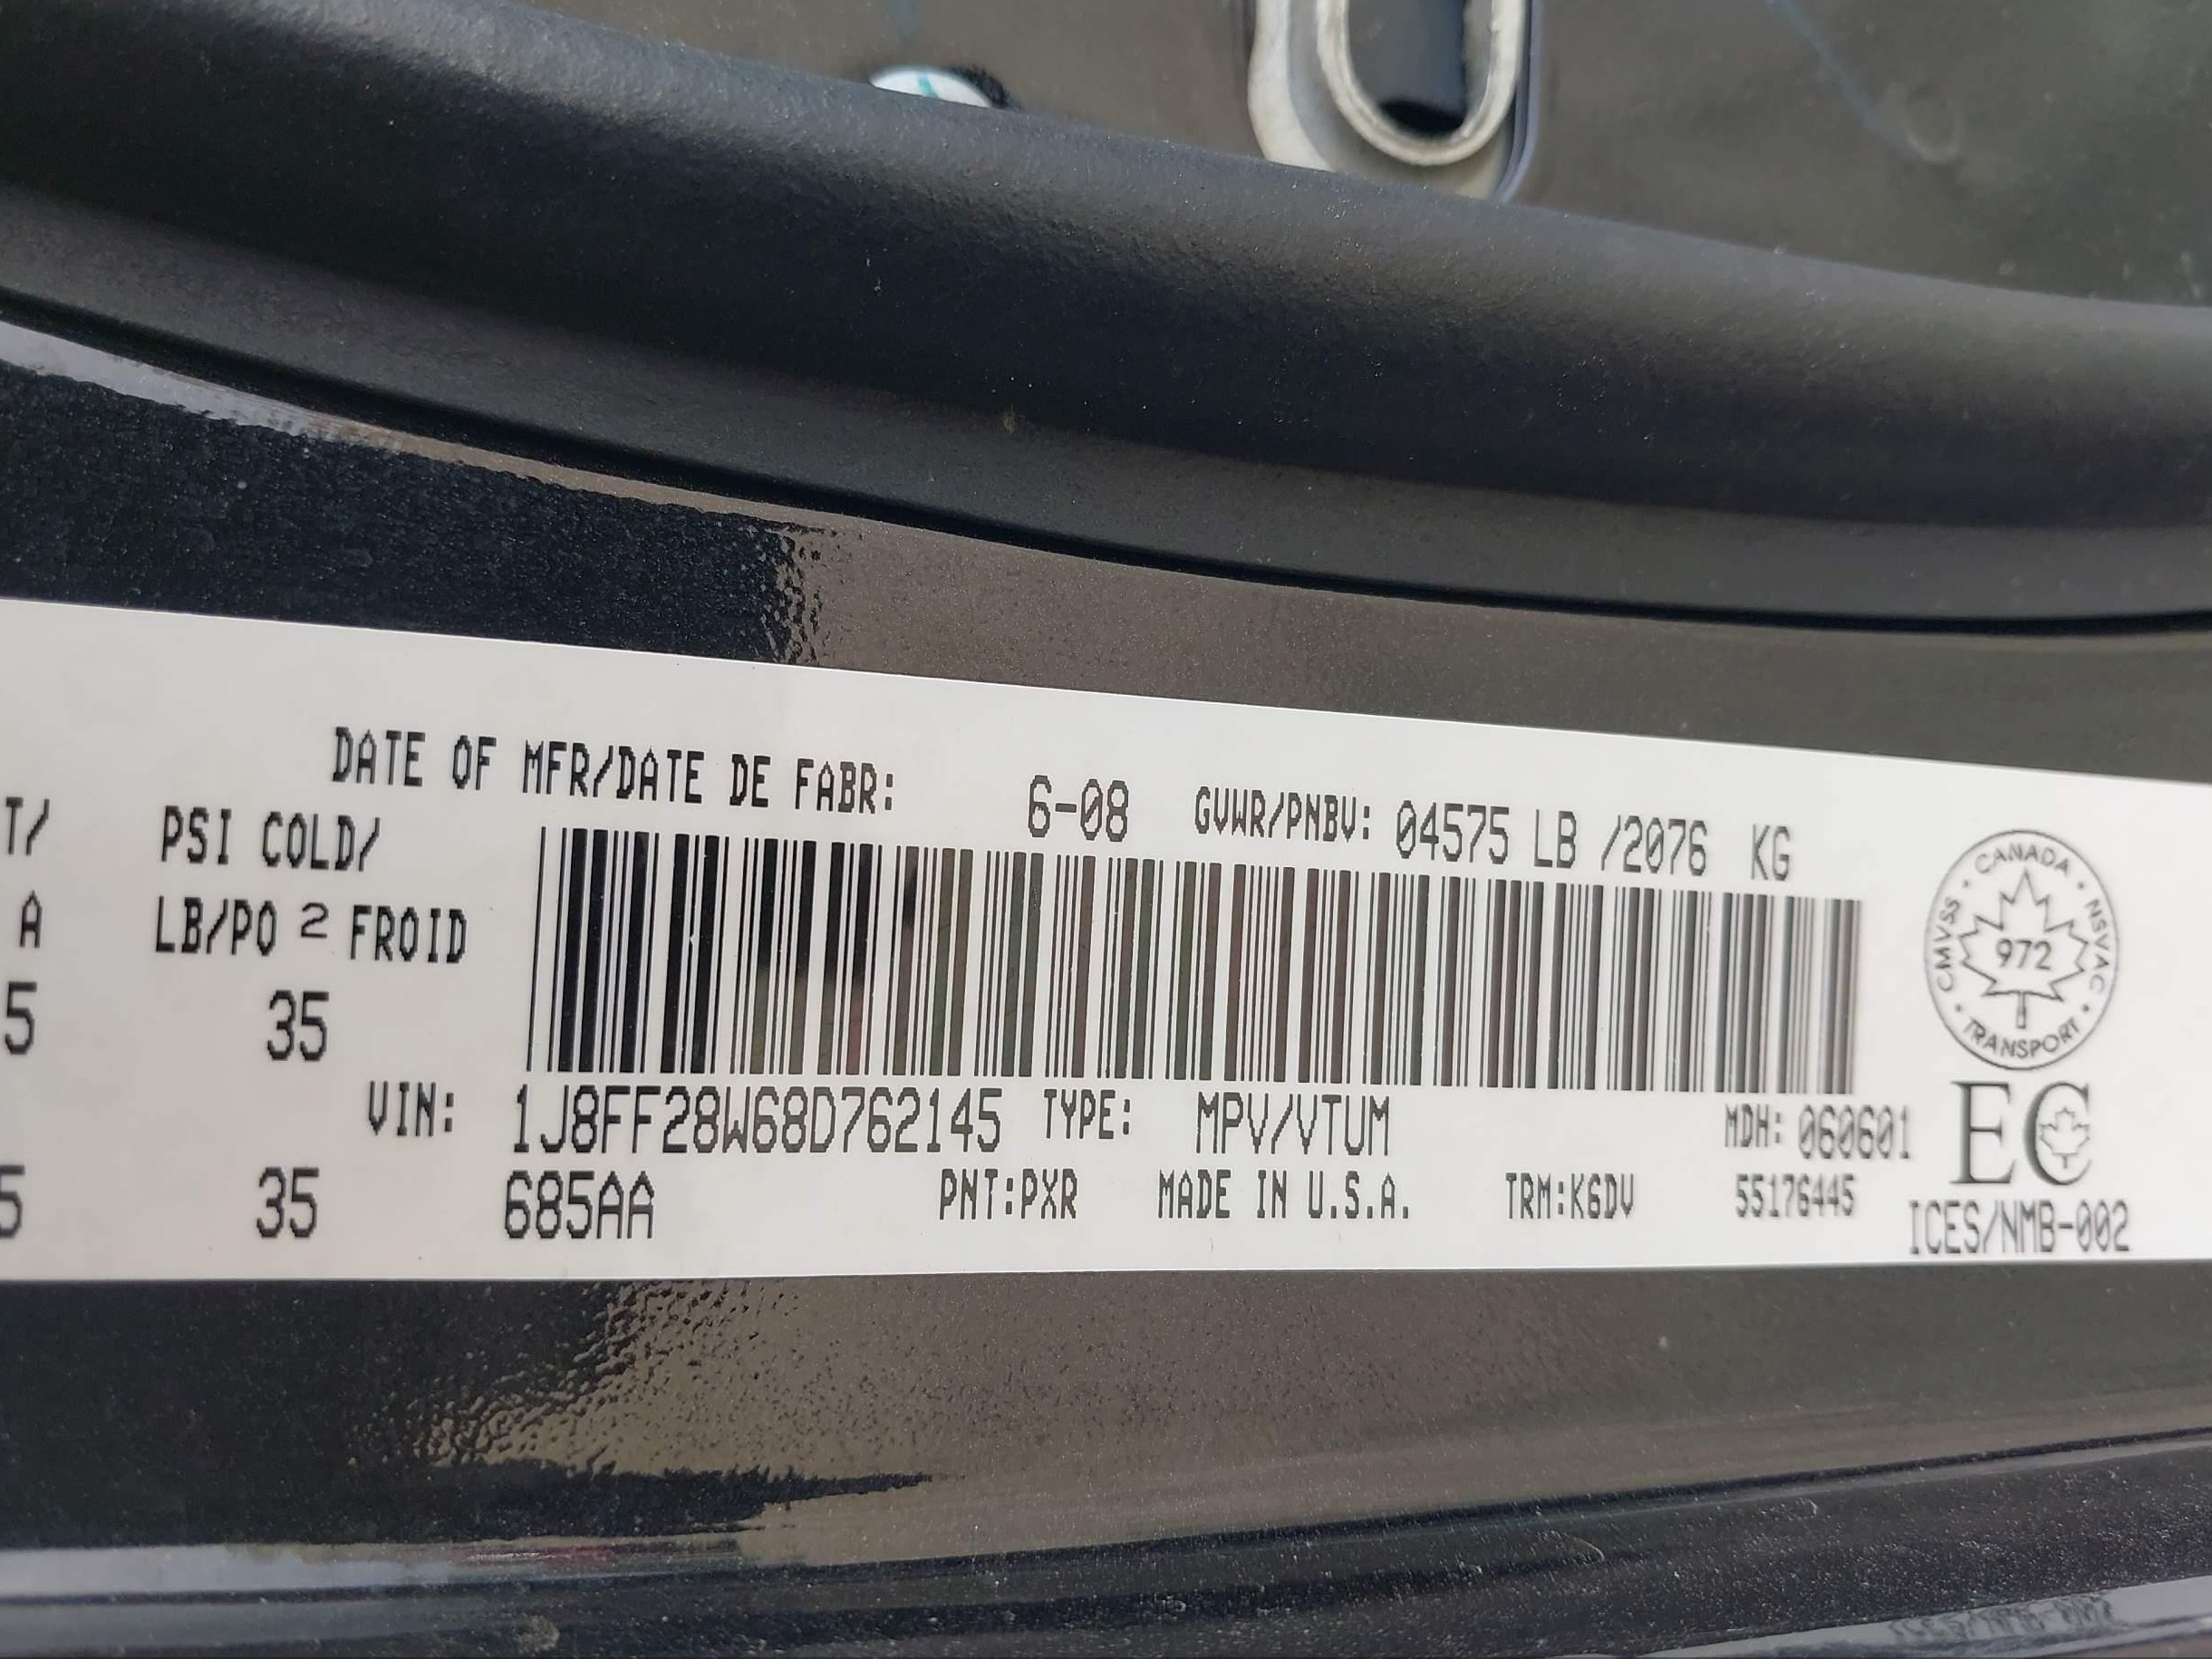 DATE OF MFR/DATE DE FABR: 6-08 GVWR/PNBV: 04575 LB /2076 KG
T/ PSI COLD/
A LB/PO 2 FROID
5 35
VIN: 1J8FF28W68D762145 TYPE: MPV/VTUM MDH: 060601
5 35 685AA PNT:PXR MADE IN U.S.A. TRM:K6DV 55176445
CANADA · NSVAC · TRANSPORT · CMVSS ·
972
EC
ICES/NMB-002